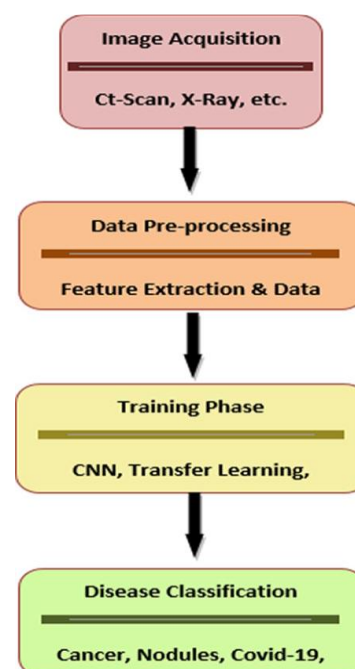 Image Acquisition
Ct-Scan, X-Ray, etc.
Data Pre-processing
Feature Extraction & Data
Training Phase
CNN, Transfer Learning,
Disease Classification
Cancer, Nodules, Covid-19,